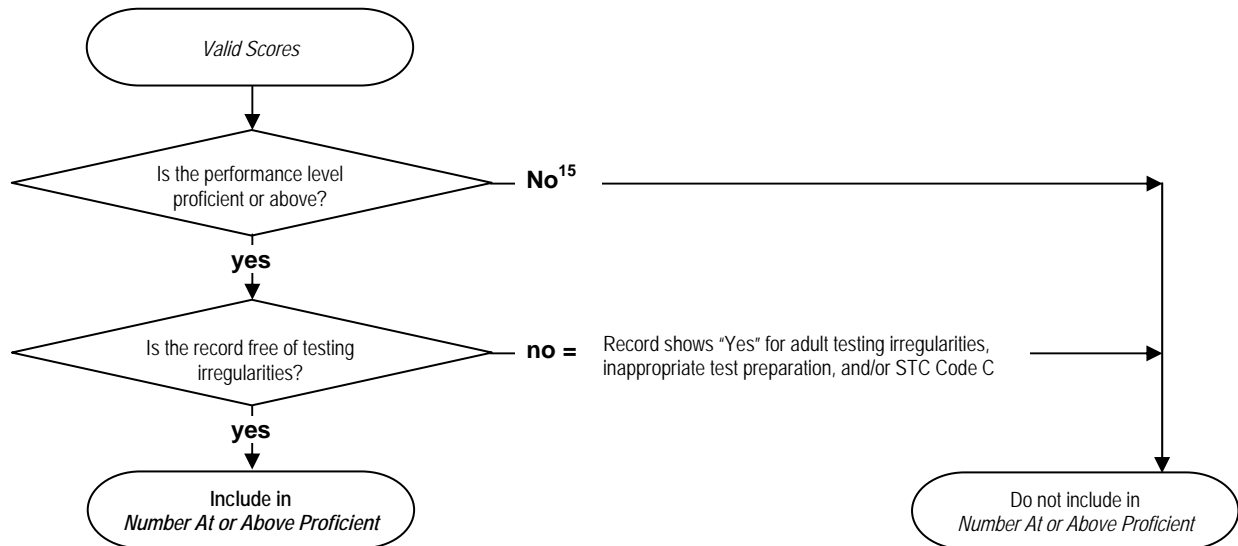 Valid Scores
Is the performance level
proficient or above?
No15
yes
Is the record free of testing
irregularities?
no =
Record shows “Yes” for adult testing irregularities,
inappropriate test preparation, and/or STC Code C
yes
Include in
Number At or Above Proficient
Do not include in
Number At or Above Proficient